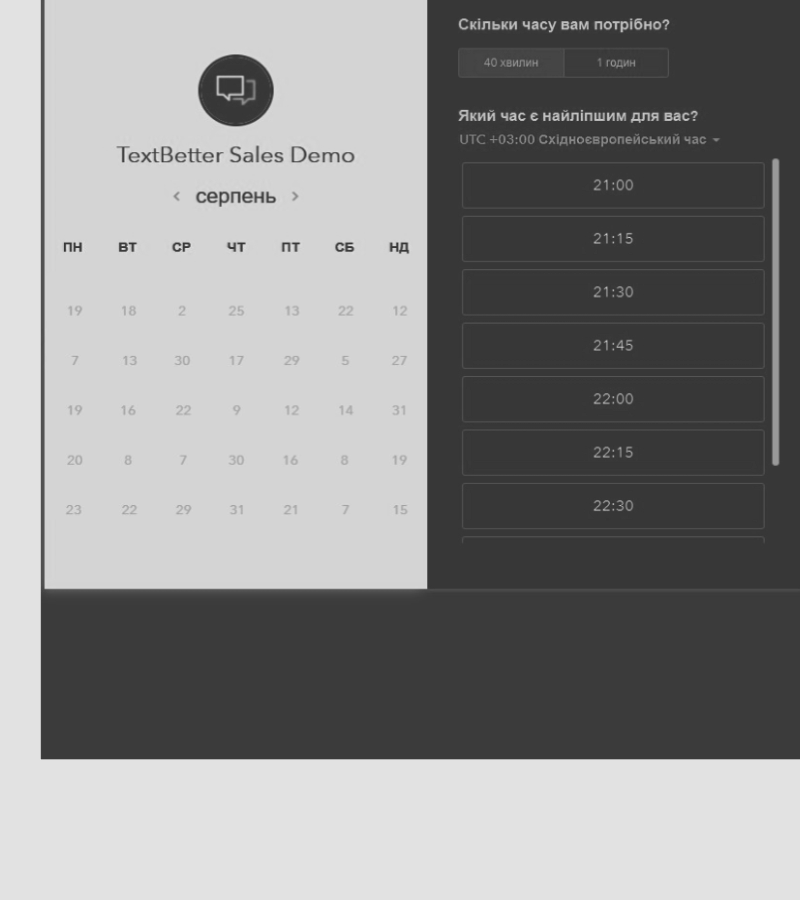 TextBetter Sales Demo
серпень
ПН ВТ СР ЧТ ПТ СБ НД
19 18 2 25 13 22 12
7 13 30 17 29 5 27
19 16 22 9 12 14 31
20 8 7 30 16 8 19
23 22 29 31 21 7 15
Скільки часу вам потрібно?
40 хвилин 1 годин
Який час є найліпшим для вас?
UTC +03:00 Східноєвропейський час
21:00
21:15
21:30
21:45
22:00
22:15
22:30